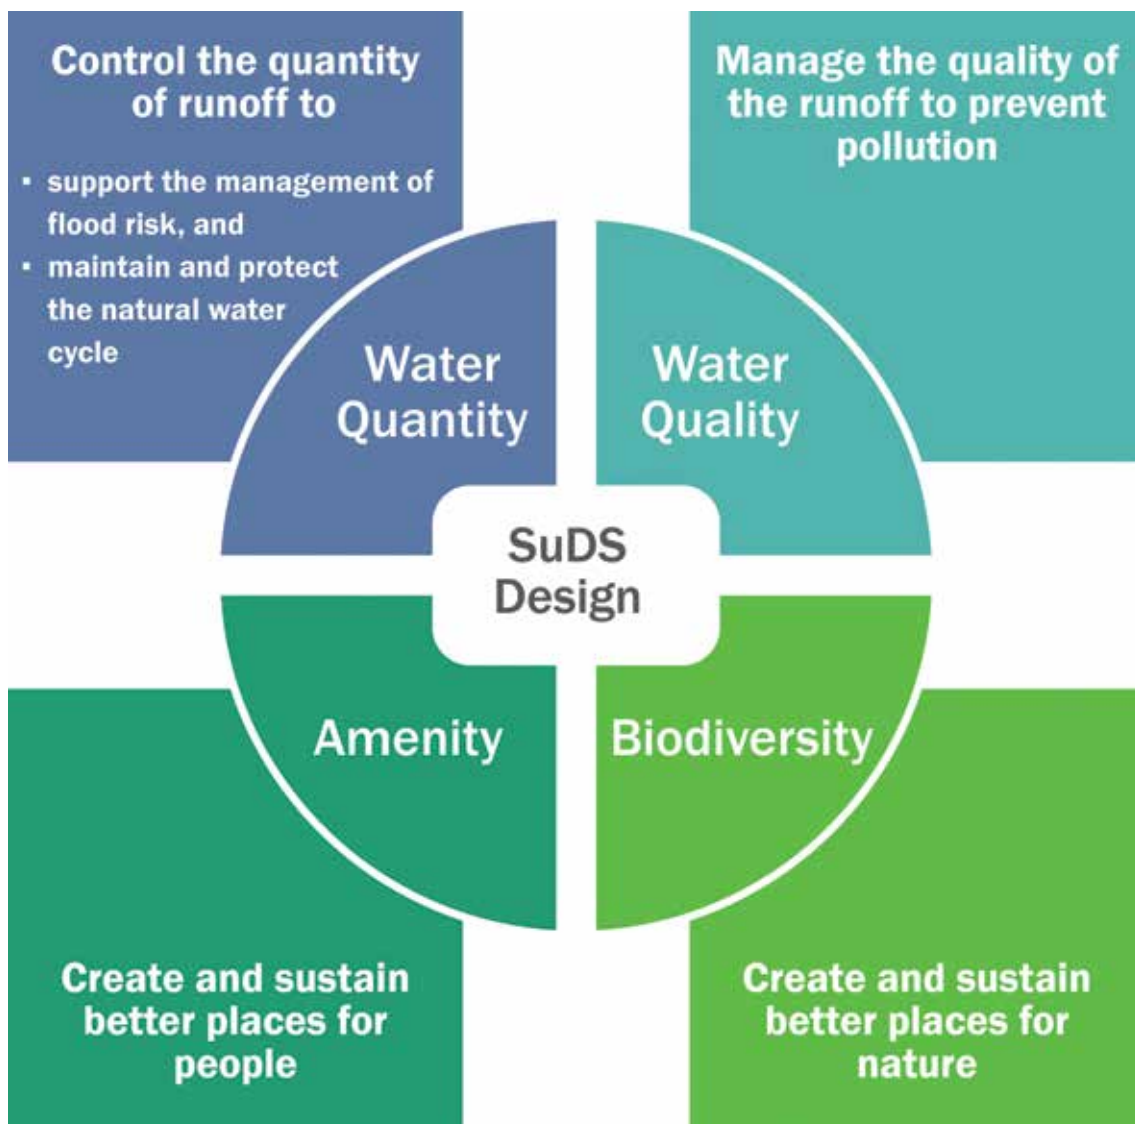 Control the quantity
of runoff to
▪ support the management of
flood risk, and
▪ maintain and protect
the natural water
cycle
Manage the quality of
the runoff to prevent
pollution
Water
Quantity
Water
Quality
SuDS
Design
Amenity
Biodiversity
Create and sustain
better places for
people
Create and sustain
better places for
nature